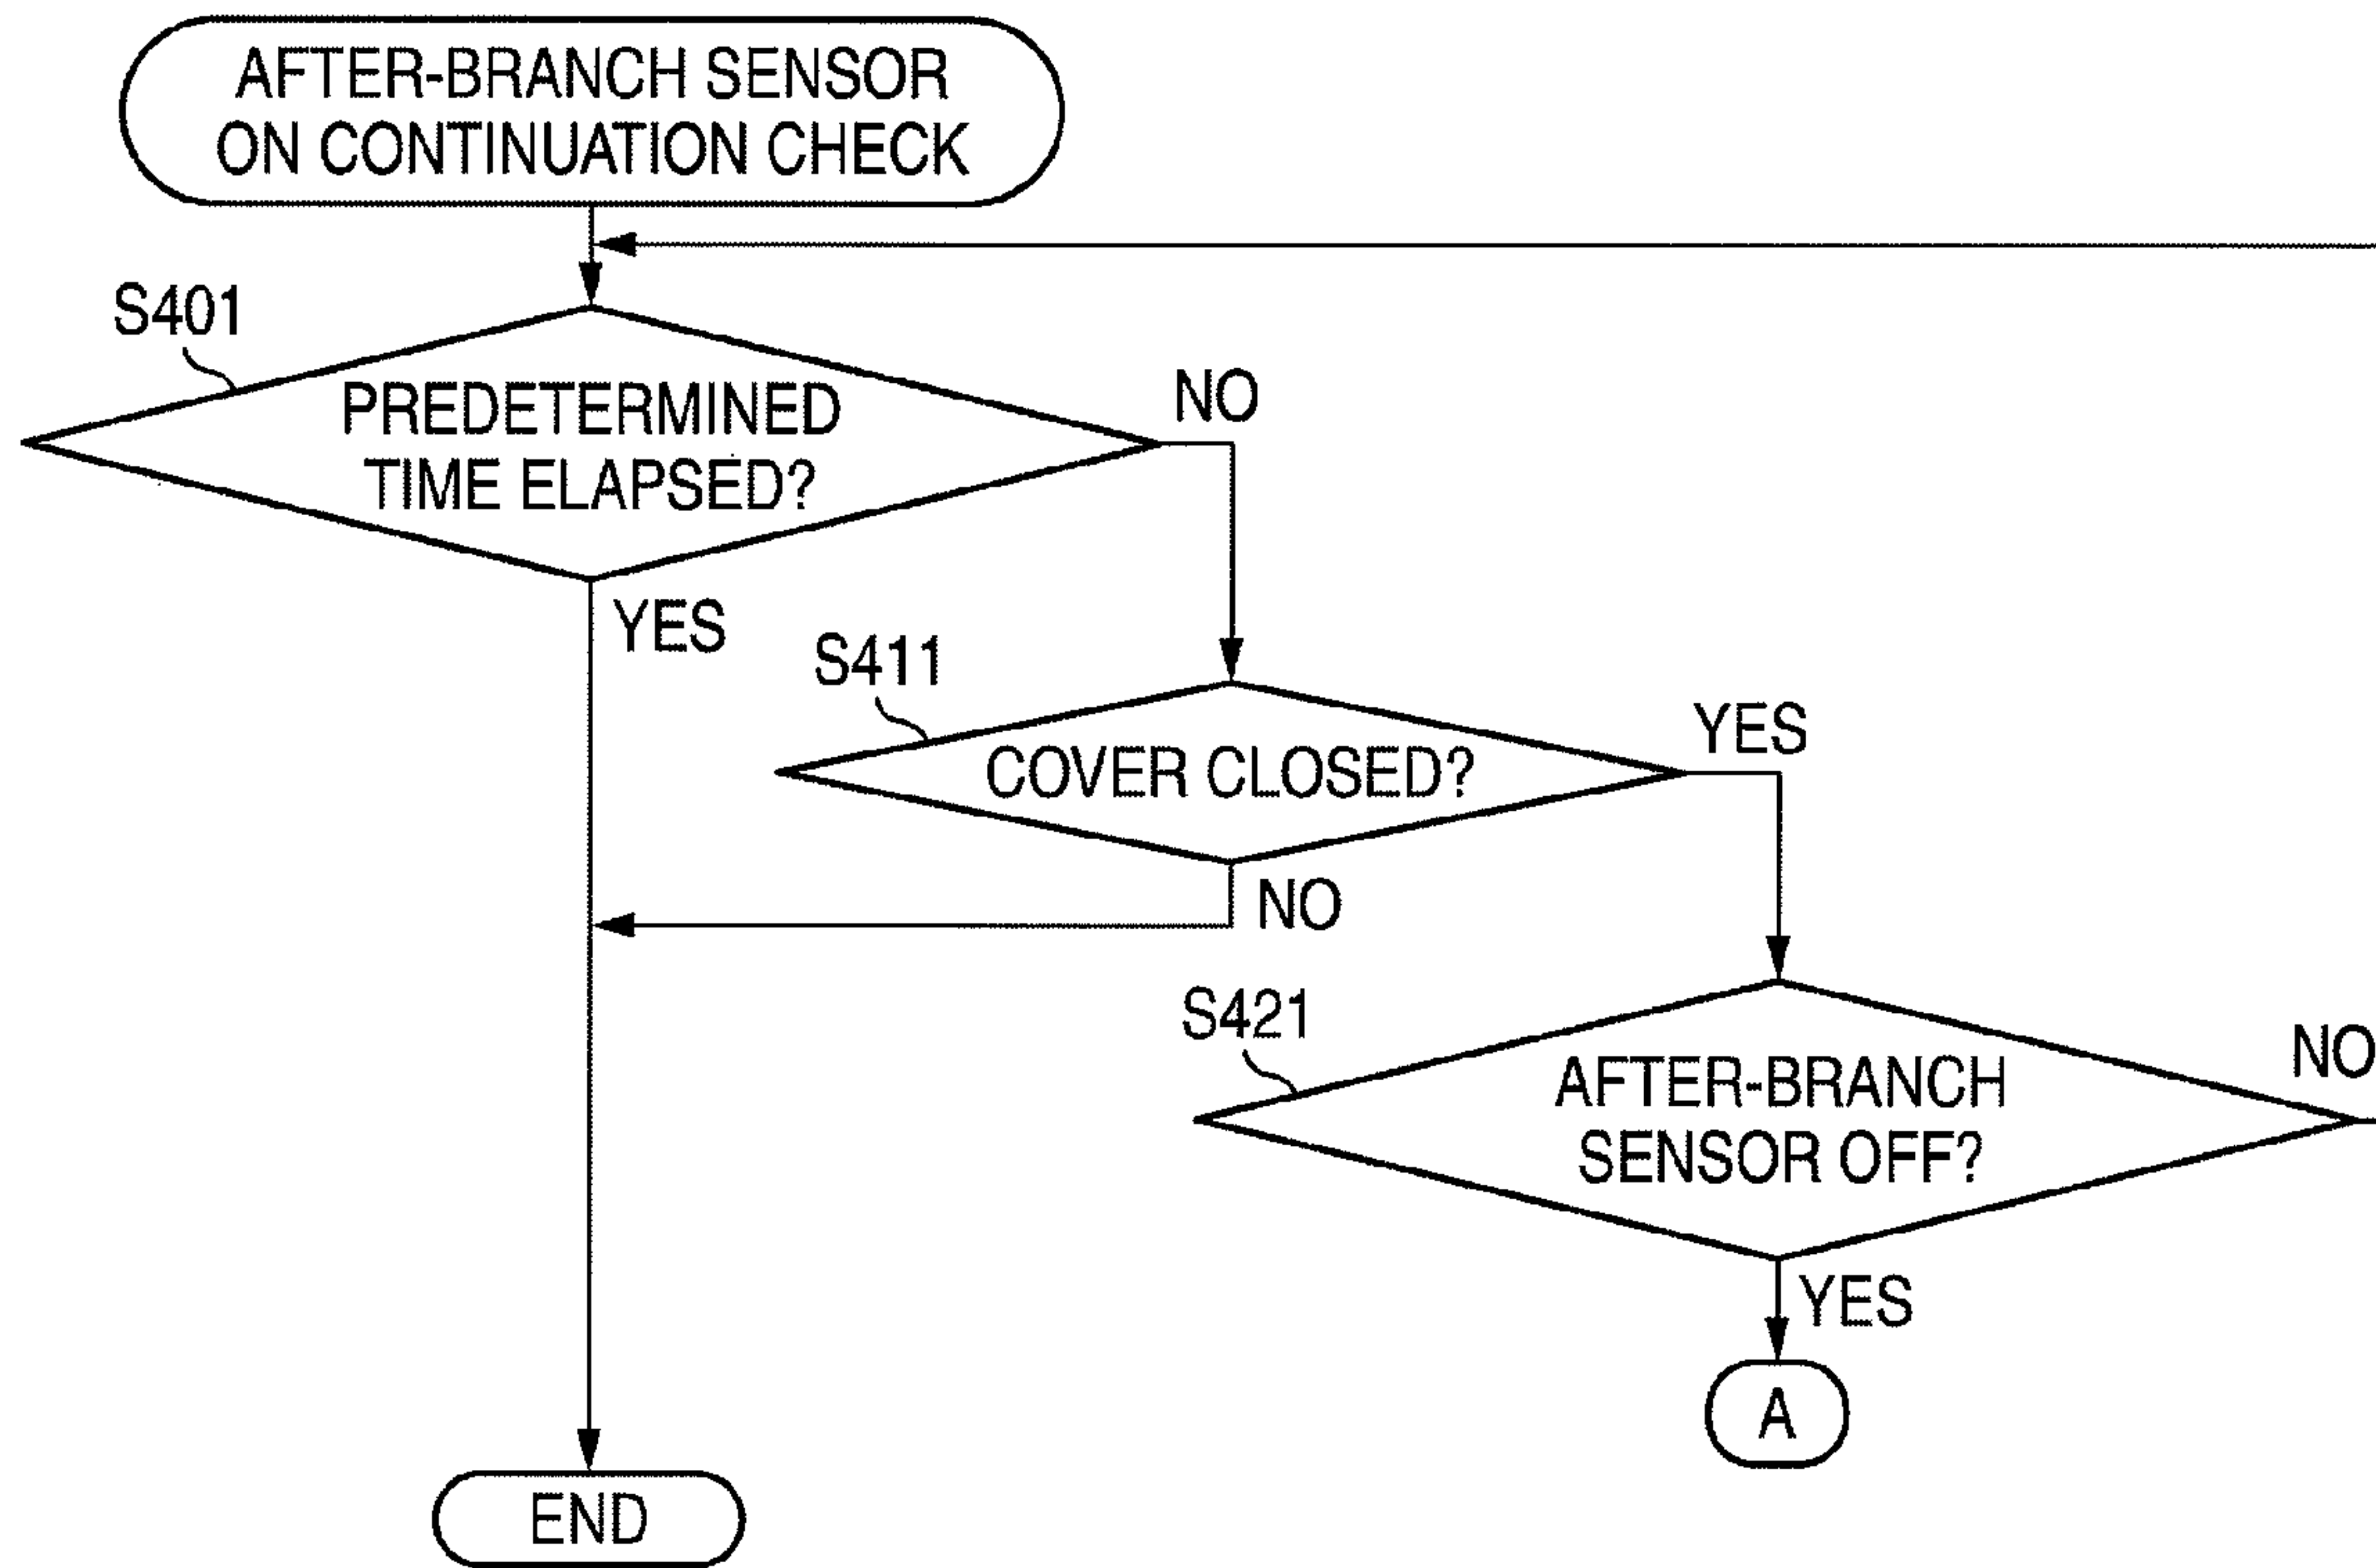 AFTER-BRANCH SENSOR
ON CONTINUATION CHECK
S401
PREDETERMINED
TIME ELAPSED?
NO
YES
S411
COVER CLOSED?
YES
NO
S421
AFTER-BRANCH
SENSOR OFF?
NO
YES
A
END